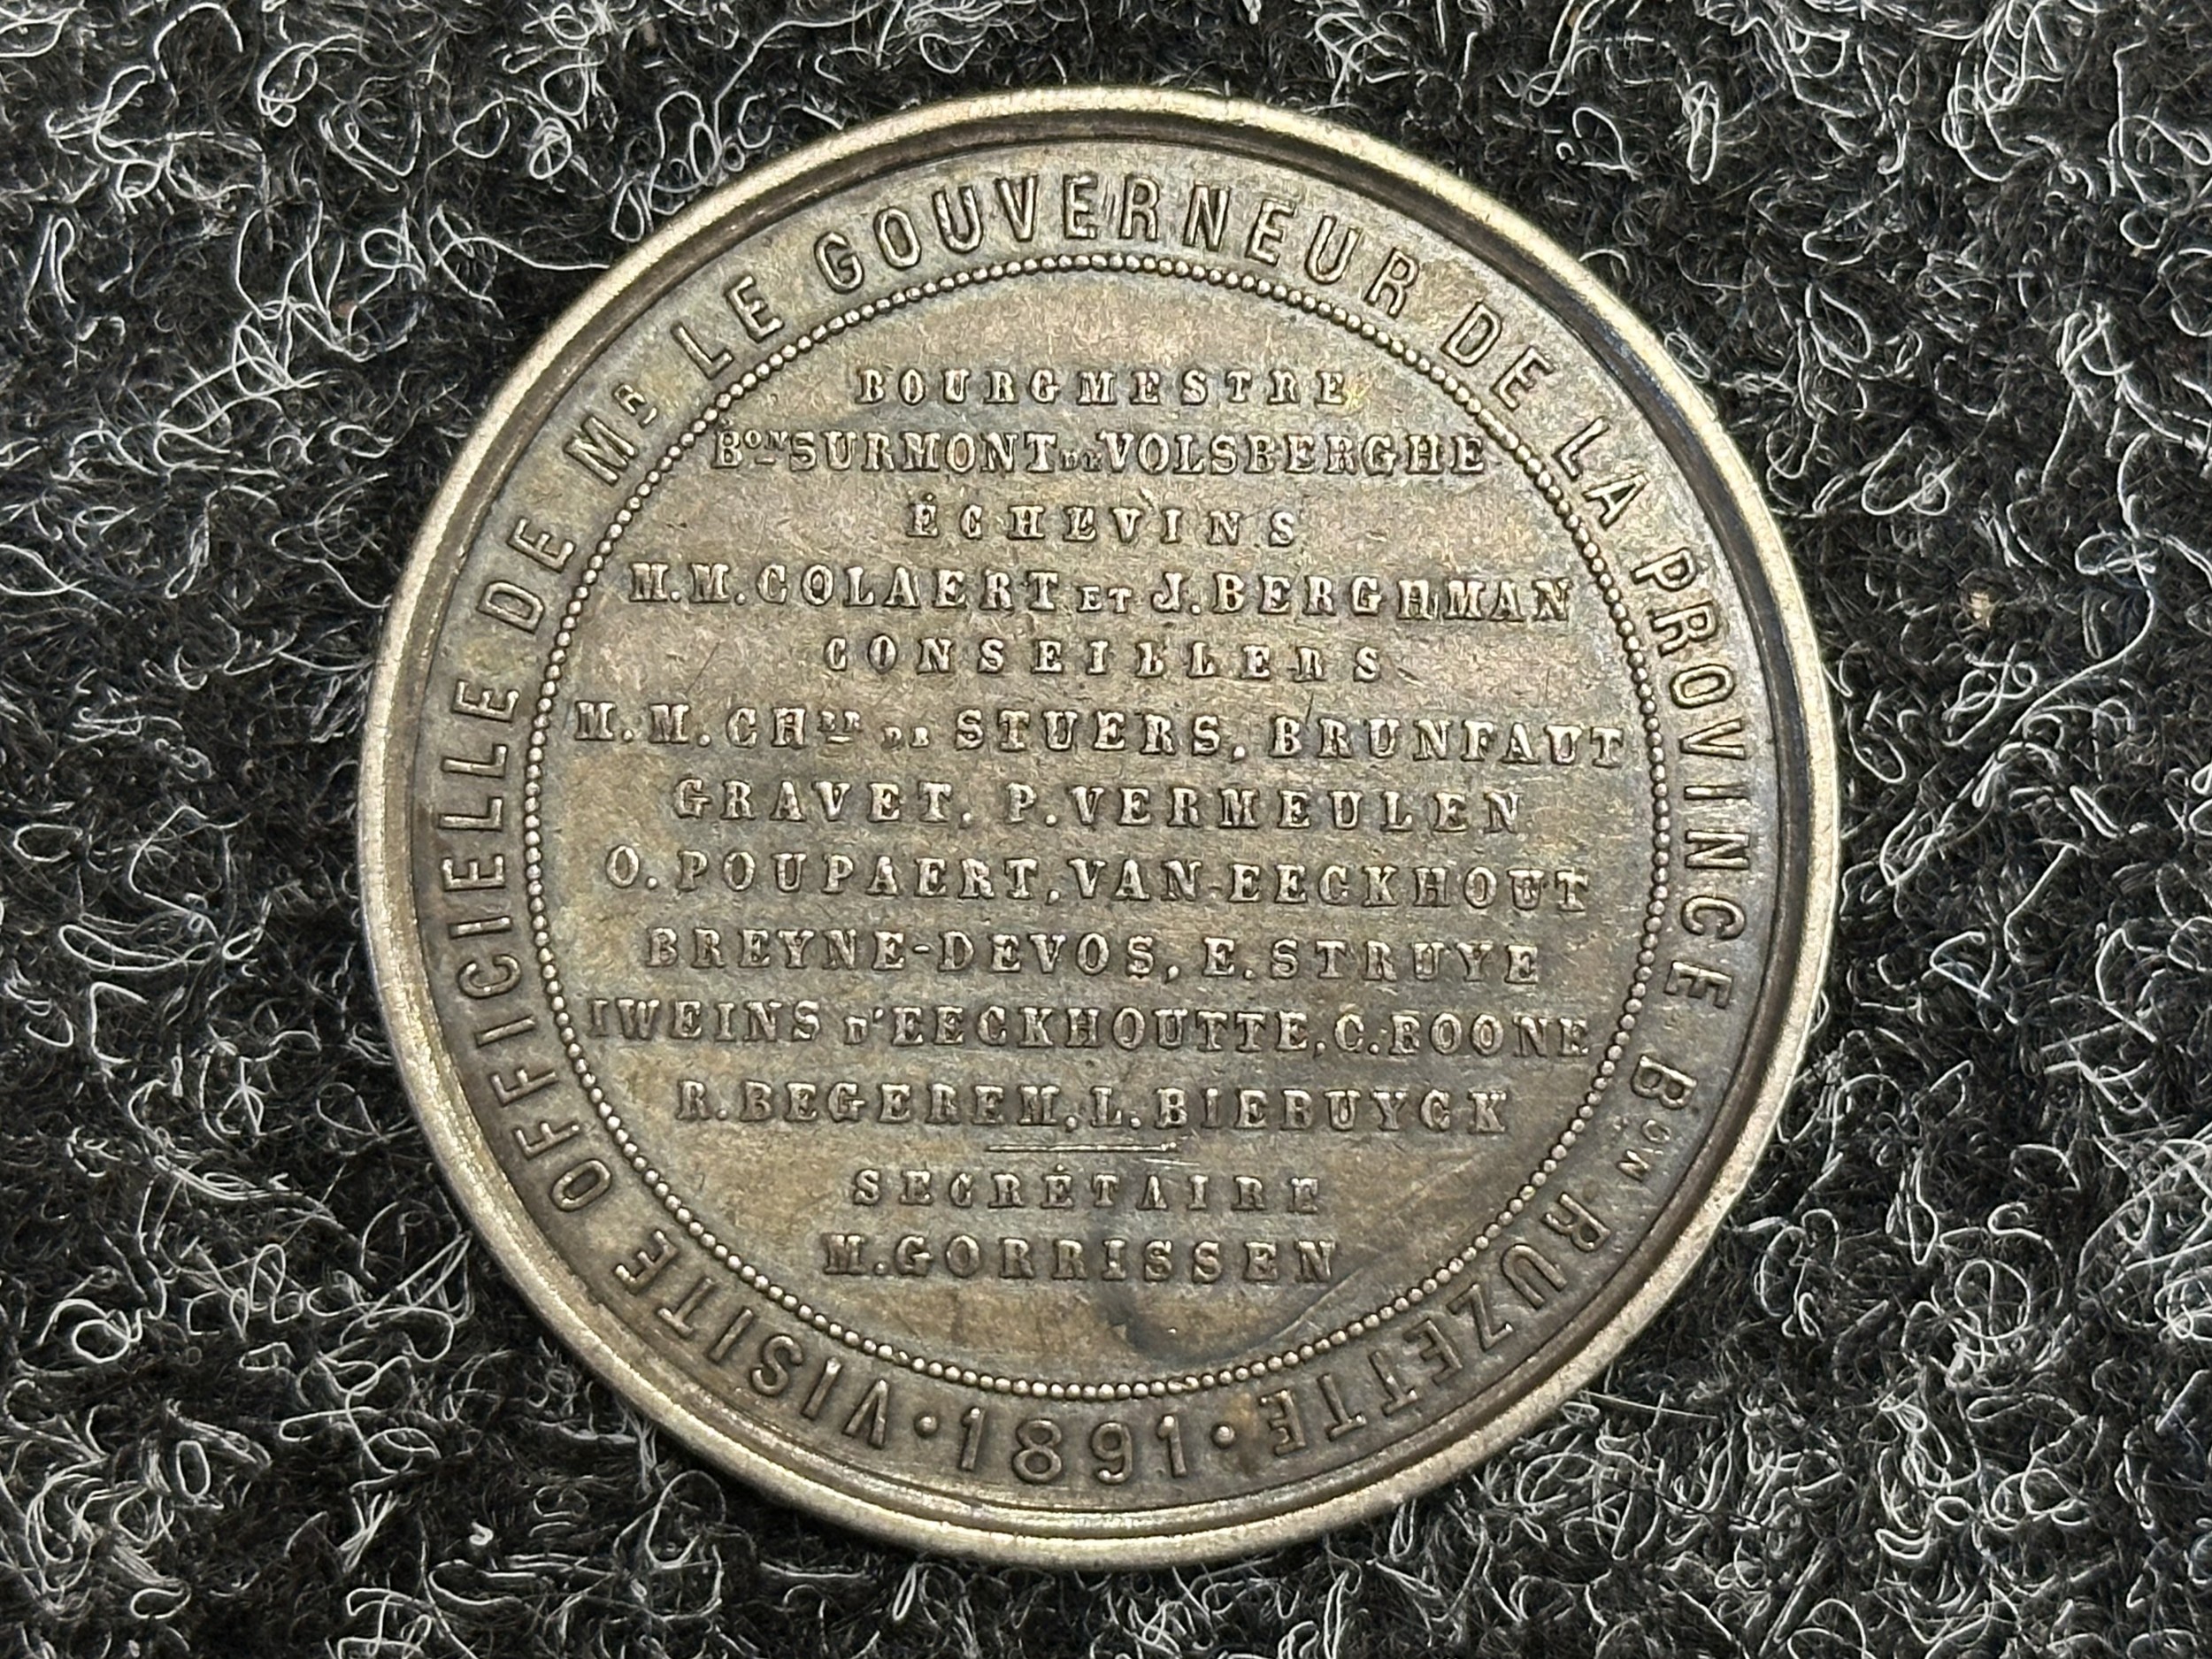 VISITE OFFICIELLE DE Mʀ LE GOUVERNEUR DE LA PROVINCE Bᴼᴺ RUZETTE
• 1891 •
BOURGMESTRE
Bᴼᴺ SURMONT DE VOLSBERGHE
ÉCHEVINS
M.M. COLAERT ET J. BERGHMAN
CONSEILLERS
M.M. CHᴱᴿ DE STUERS, BRUNFAUT
GRAVET, P. VERMEULEN
O. POUPAERT, VAN EECKHOUT
BREYNE-DEVOS, E. STRUYE
IWEINS D'EECKHOUTTE, C. BOONE
R. BEGEREM, L. BIEBUYCK
SECRÉTAIRE
M. GORRISSEN